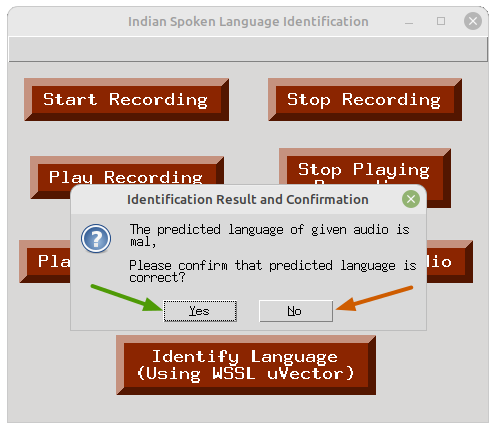 Indian Spoken Language Identification
Start Recording
Stop Recording
Play Recording
Stop Playing
Identification Result and Confirmation
The predicted language of given audio is
mal,
Please confirm that predicted language is
correct?
Yes
No
Identify Language
(Using WSSL uVector)